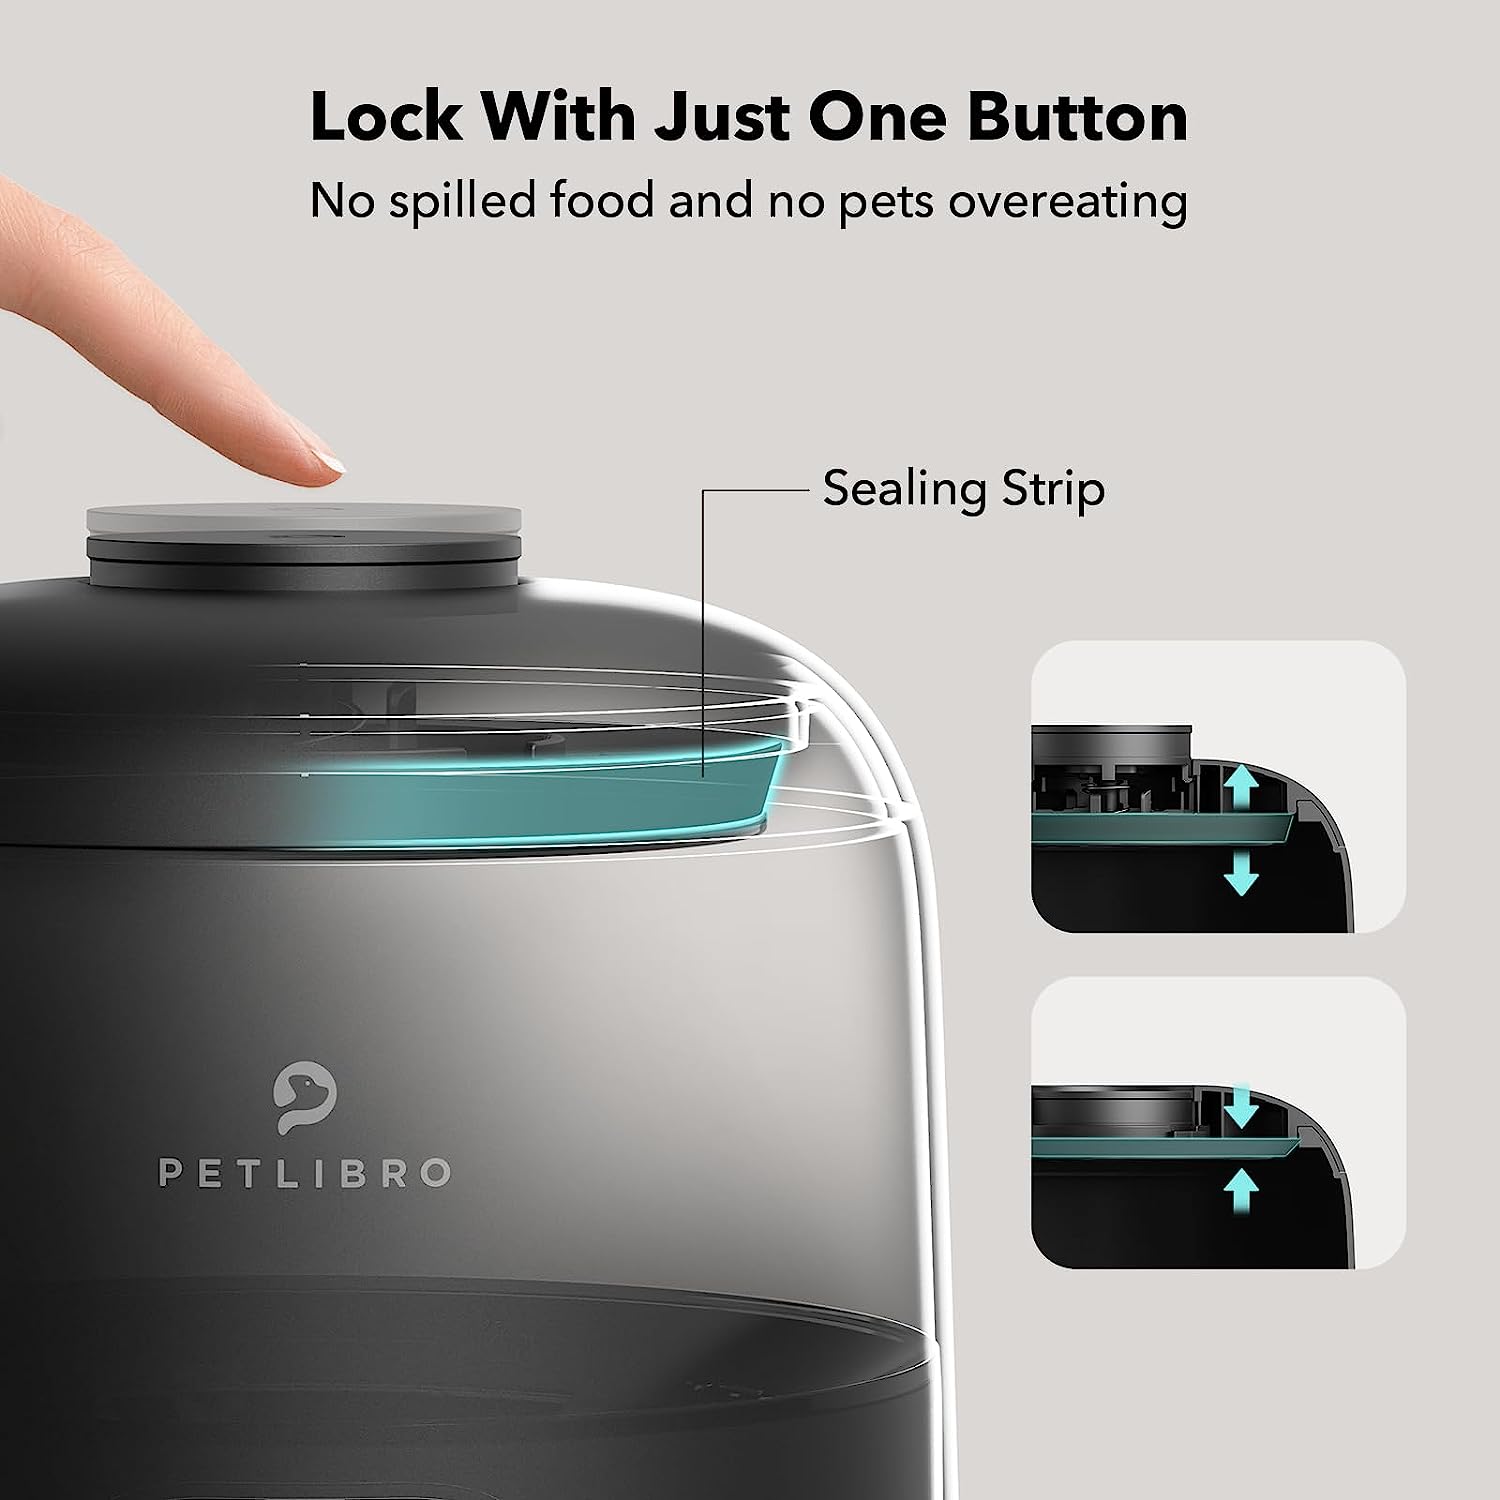 Lock With Just One Button
No spilled food and no pets overeating
Sealing Strip
PETLIBRO